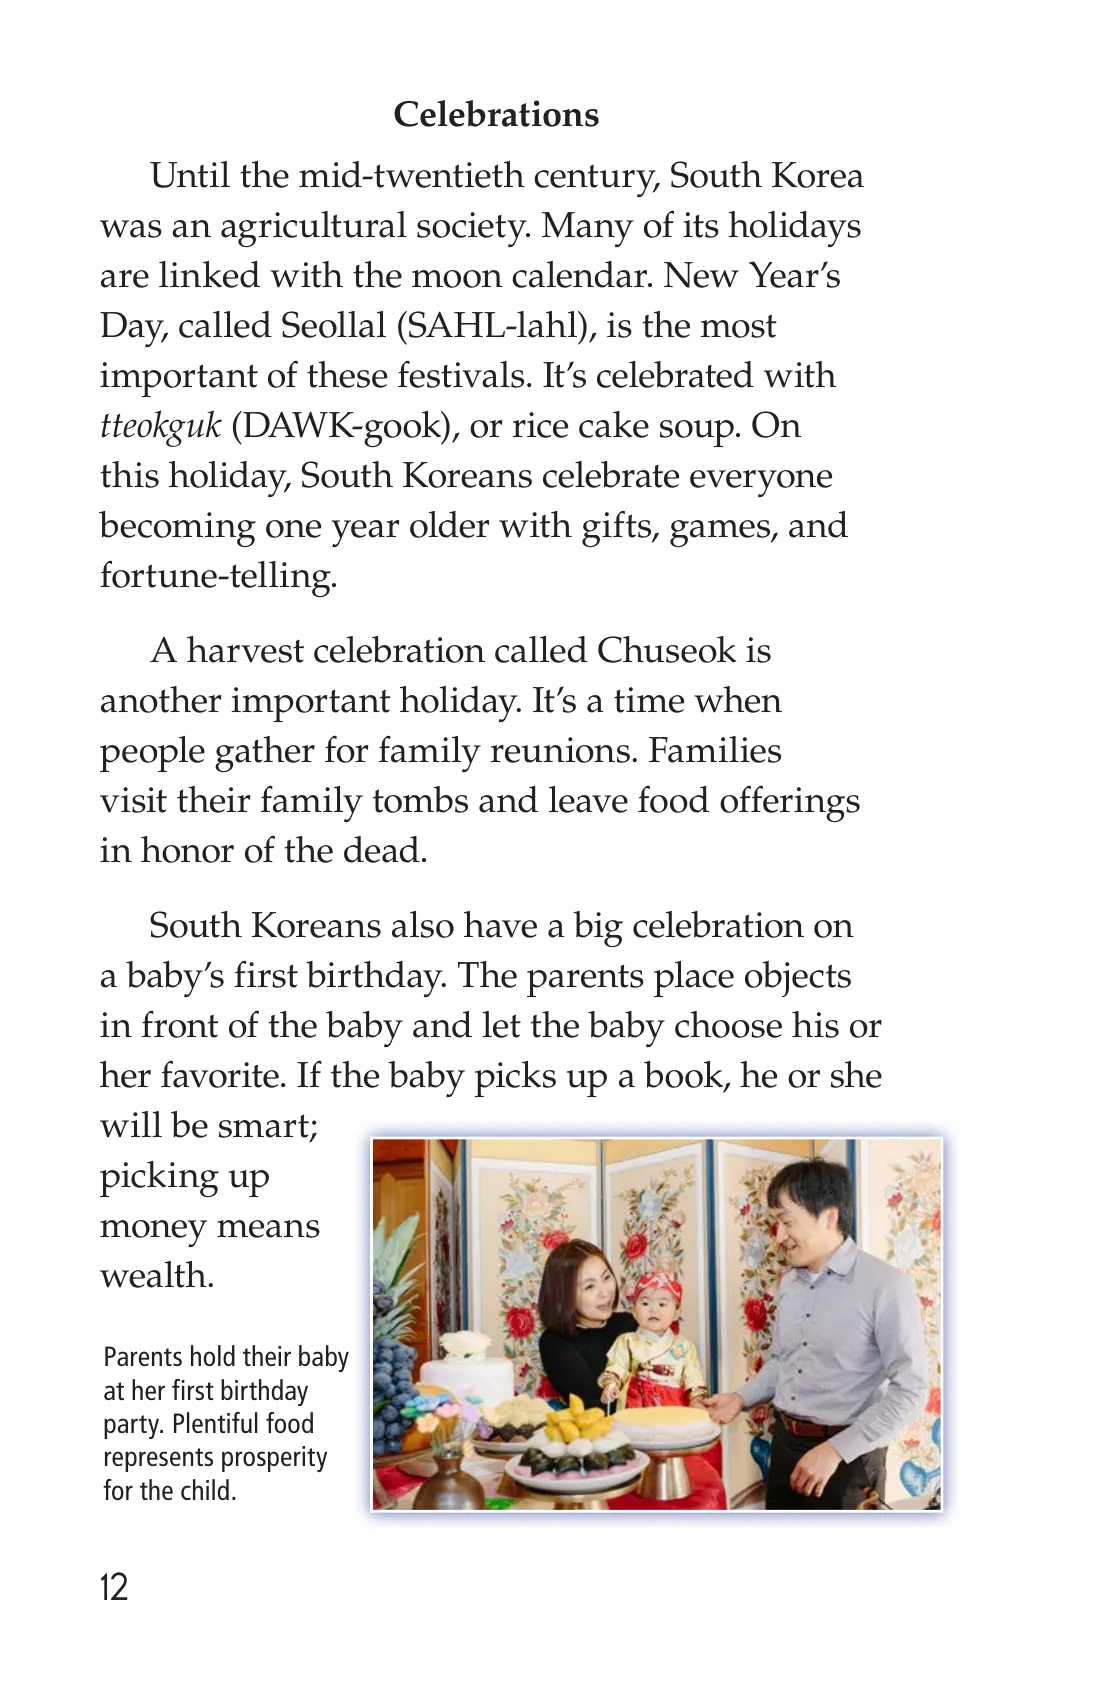 Celebrations
Until the mid-twentieth century, South Korea
was an agricultural society. Many of its holidays
are linked with the moon calendar. New Year’s
Day, called Seollal (SAHL-lahl), is the most
important of these festivals. It’s celebrated with
tteokguk (DAWK-gook), or rice cake soup. On
this holiday, South Koreans celebrate everyone
becoming one year older with gifts, games, and
fortune-telling.
A harvest celebration called Chuseok is
another important holiday. It’s a time when
people gather for family reunions. Families
visit their family tombs and leave food offerings
in honor of the dead.
South Koreans also have a big celebration on
a baby’s first birthday. The parents place objects
in front of the baby and let the baby choose his or
her favorite. If the baby picks up a book, he or she
will be smart;
picking up
money means
wealth.
Parents hold their baby
at her first birthday
party. Plentiful food
represents prosperity
for the child.
12